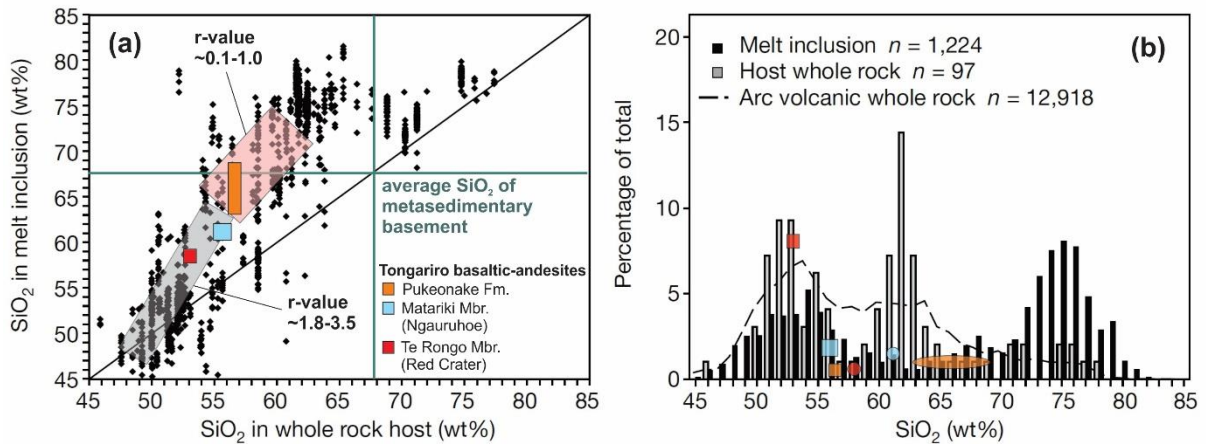 (a)
r-value
~0.1-1.0
85
80
75
70
65
60
55
50
45
SiO₂ in melt inclusion (wt%)
average SiO₂ of
metasedimentary
basement
Tongariro basaltic-andesites
Pukeonake Fm.
Matariki Mbr.
(Ngauruhoe)
Te Rongo Mbr.
(Red Crater)
r-value
~1.8-3.5
45 50 55 60 65 70 75 80 85
SiO₂ in whole rock host (wt%)
(b)
Melt inclusion n = 1,224
Host whole rock n = 97
Arc volcanic whole rock n = 12,918
20
15
10
5
0
Percentage of total
45 50 55 60 65 70 75 80 85
SiO₂ (wt%)